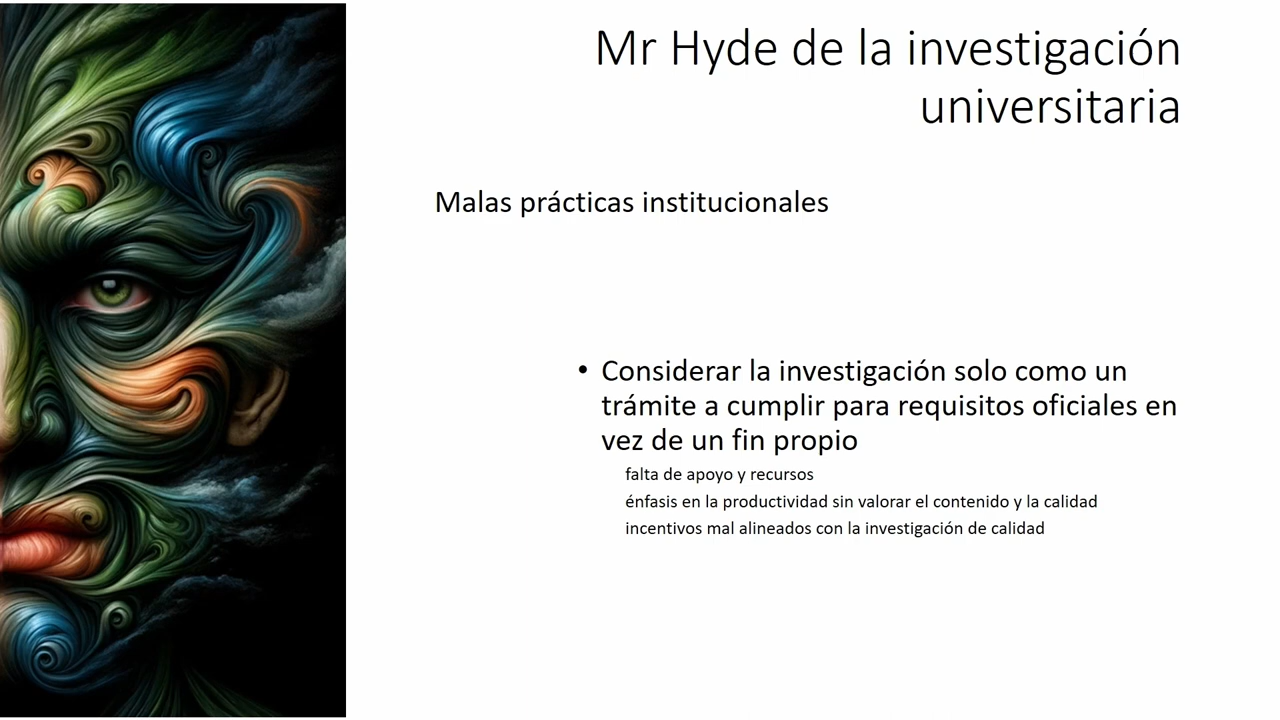 Mr Hyde de la investigación
universitaria
Malas prácticas institucionales
• Considerar la investigación solo como un
trámite a cumplir para requisitos oficiales en
vez de un fin propio
falta de apoyo y recursos
énfasis en la productividad sin valorar el contenido y la calidad
incentivos mal alineados con la investigación de calidad